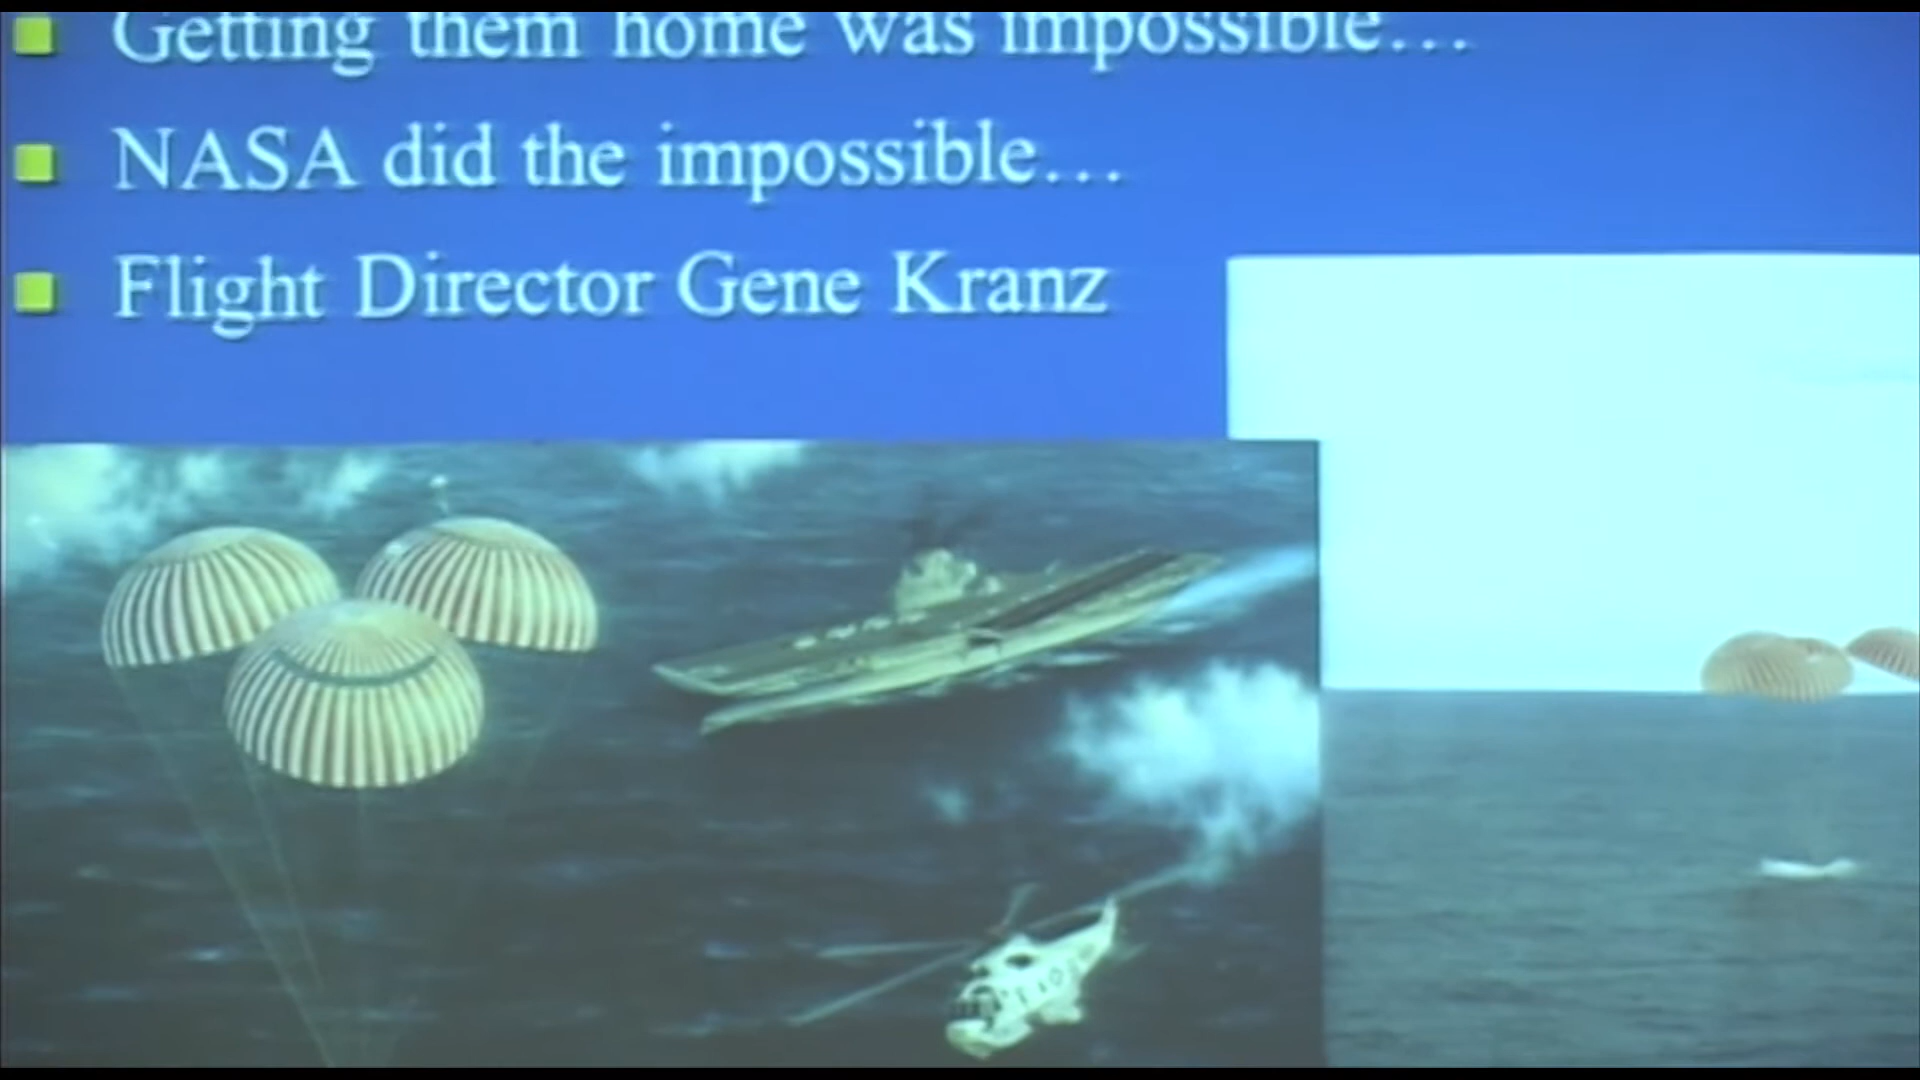 Getting them home was impossible…
NASA did the impossible…
Flight Director Gene Kranz